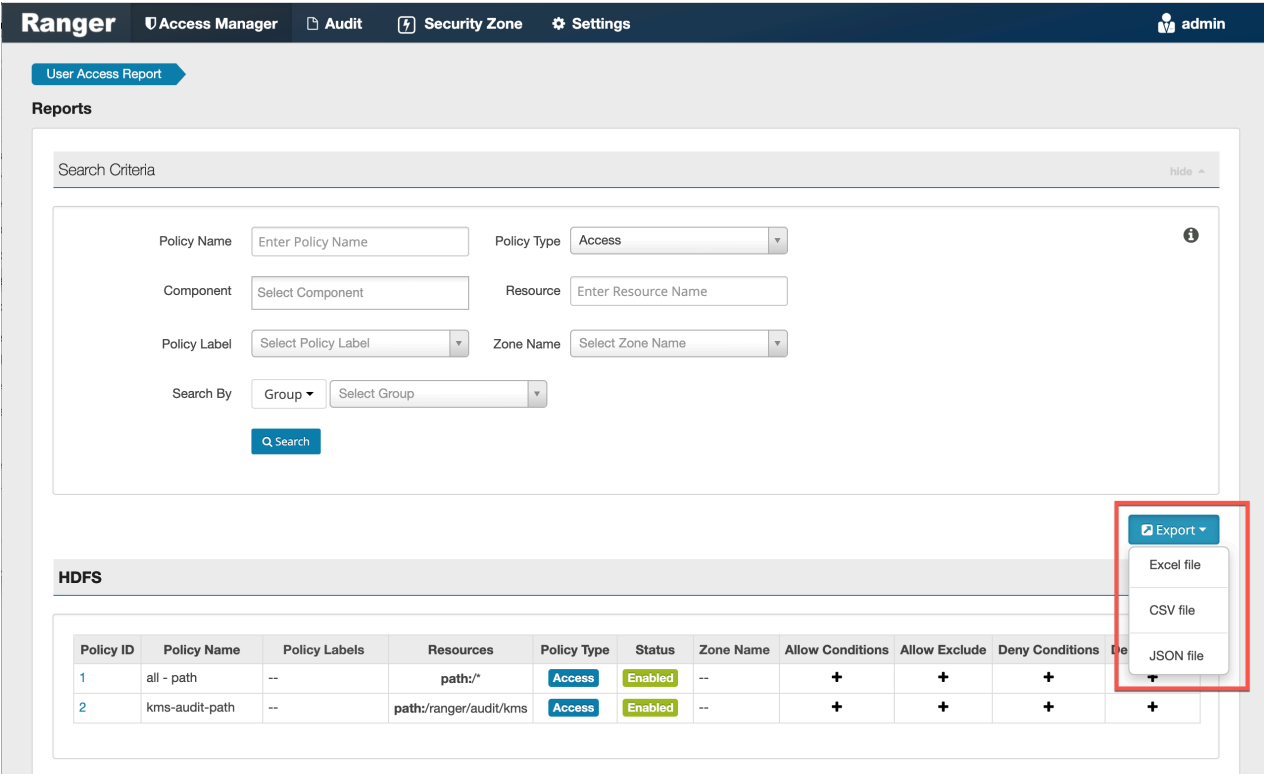 Ranger Access Manager Audit Security Zone Settings admin
User Access Report
Reports
Search Criteria hide
Policy Name Enter Policy Name Policy Type Access
Component Select Component Resource Enter Resource Name
Policy Label Select Policy Label Zone Name Select Zone Name
Search By Group Select Group
Search
Export
Excel file
CSV file
JSON file
HDFS
Policy ID Policy Name Policy Labels Resources Policy Type Status Zone Name Allow Conditions Allow Exclude Deny Conditions De
1 all - path -- path:/* Access Enabled -- + + + +
2 kms-audit-path -- path:/ranger/audit/kms Access Enabled -- + + + +